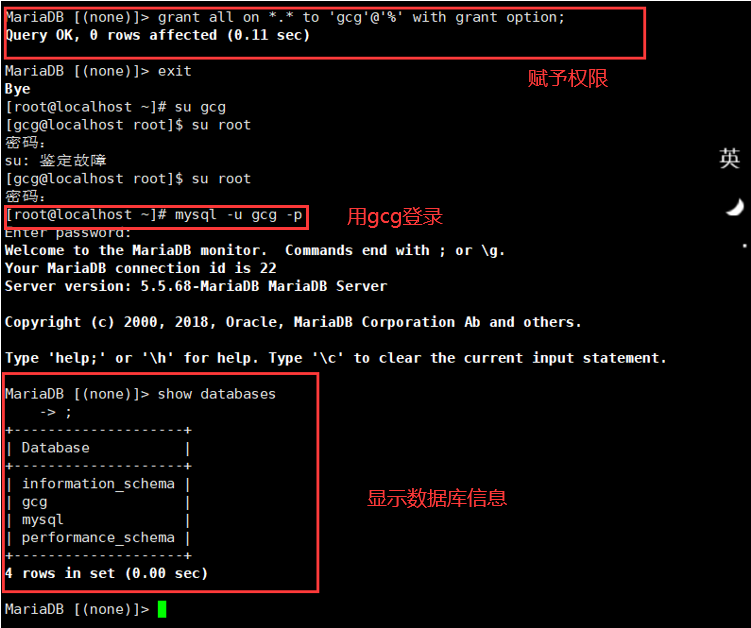 MariaDB [(none)]> grant all on *.* to 'gcg'@'%' with grant option;
Query OK, 0 rows affected (0.11 sec)
MariaDB [(none)]> exit
赋予权限
Bye
[root@localhost ~]# su gcg
[gcg@localhost root]$ su root
密码：
su: 鉴定故障
英
[gcg@localhost root]$ su root
密码：
[root@localhost ~]# mysql -u gcg -p
用gcg登录
Enter password:
Welcome to the MariaDB monitor.  Commands end with ; or \g.
Your MariaDB connection id is 22
Server version: 5.5.68-MariaDB MariaDB Server
Copyright (c) 2000, 2018, Oracle, MariaDB Corporation Ab and others.
Type 'help;' or '\h' for help. Type '\c' to clear the current input statement.
MariaDB [(none)]> show databases
    -> ;
+--------------------+
| Database           |
+--------------------+
| information_schema |
| gcg                |
显示数据库信息
| mysql              |
| performance_schema |
+--------------------+
4 rows in set (0.00 sec)
MariaDB [(none)]>